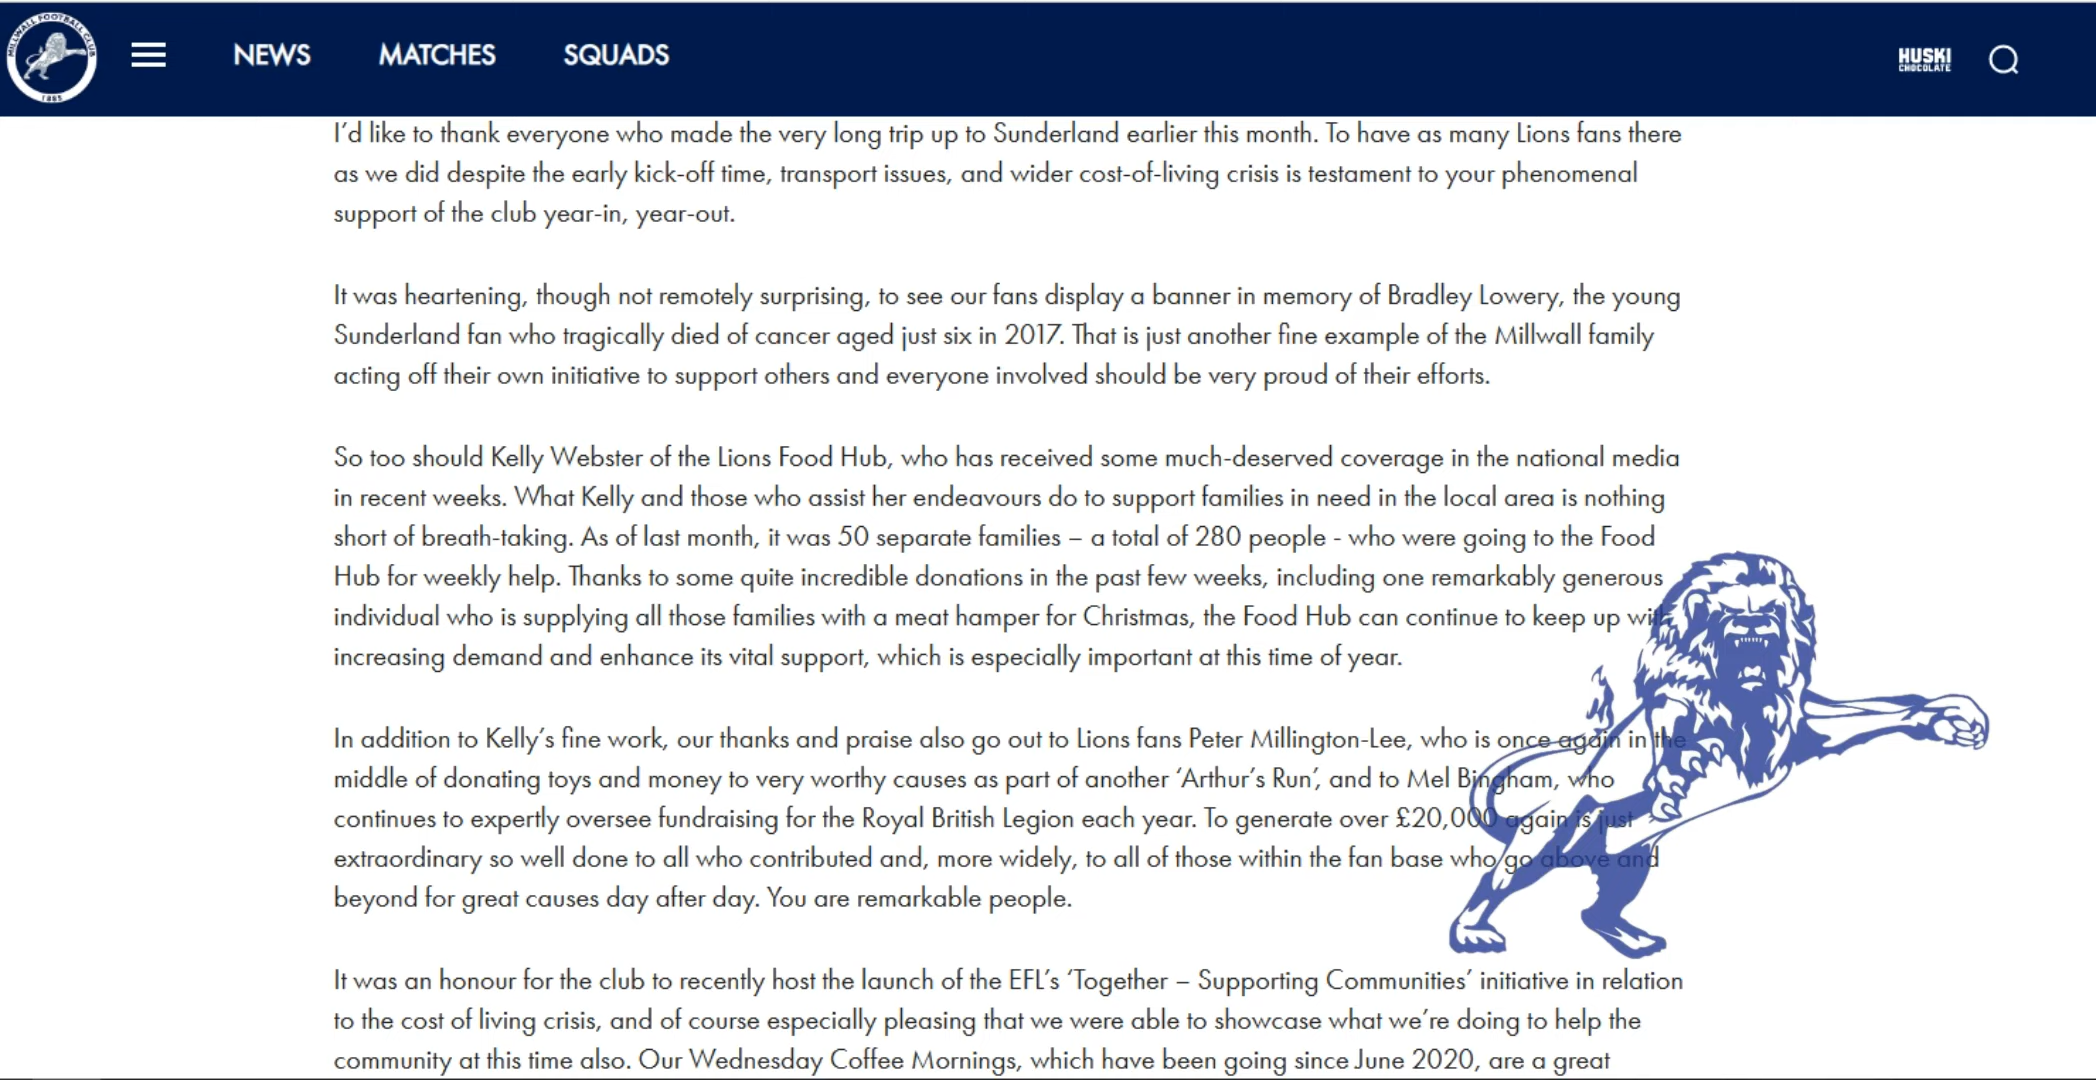 MILLWALL FOOTBALL CLUB
1885
NEWS
MATCHES
SQUADS
HUSKI
CHOCOLATE
I’d like to thank everyone who made the very long trip up to Sunderland earlier this month. To have as many Lions fans there
as we did despite the early kick-off time, transport issues, and wider cost-of-living crisis is testament to your phenomenal
support of the club year-in, year-out.
It was heartening, though not remotely surprising, to see our fans display a banner in memory of Bradley Lowery, the young
Sunderland fan who tragically died of cancer aged just six in 2017. That is just another fine example of the Millwall family
acting off their own initiative to support others and everyone involved should be very proud of their efforts.
So too should Kelly Webster of the Lions Food Hub, who has received some much-deserved coverage in the national media
in recent weeks. What Kelly and those who assist her endeavours do to support families in need in the local area is nothing
short of breath-taking. As of last month, it was 50 separate families – a total of 280 people - who were going to the Food
Hub for weekly help. Thanks to some quite incredible donations in the past few weeks, including one remarkably generous
individual who is supplying all those families with a meat hamper for Christmas, the Food Hub can continue to keep up with
increasing demand and enhance its vital support, which is especially important at this time of year.
In addition to Kelly’s fine work, our thanks and praise also go out to Lions fans Peter Millington-Lee, who is once again in the
middle of donating toys and money to very worthy causes as part of another ‘Arthur’s Run’, and to Mel Bingham, who
continues to expertly oversee fundraising for the Royal British Legion each year. To generate over £20,000 again is just
extraordinary so well done to all who contributed and, more widely, to all of those within the fan base who go above and
beyond for great causes day after day. You are remarkable people.
It was an honour for the club to recently host the launch of the EFL’s ‘Together – Supporting Communities’ initiative in relation
to the cost of living crisis, and of course especially pleasing that we were able to showcase what we’re doing to help the
community at this time also. Our Wednesday Coffee Mornings, which have been going since June 2020, are a great